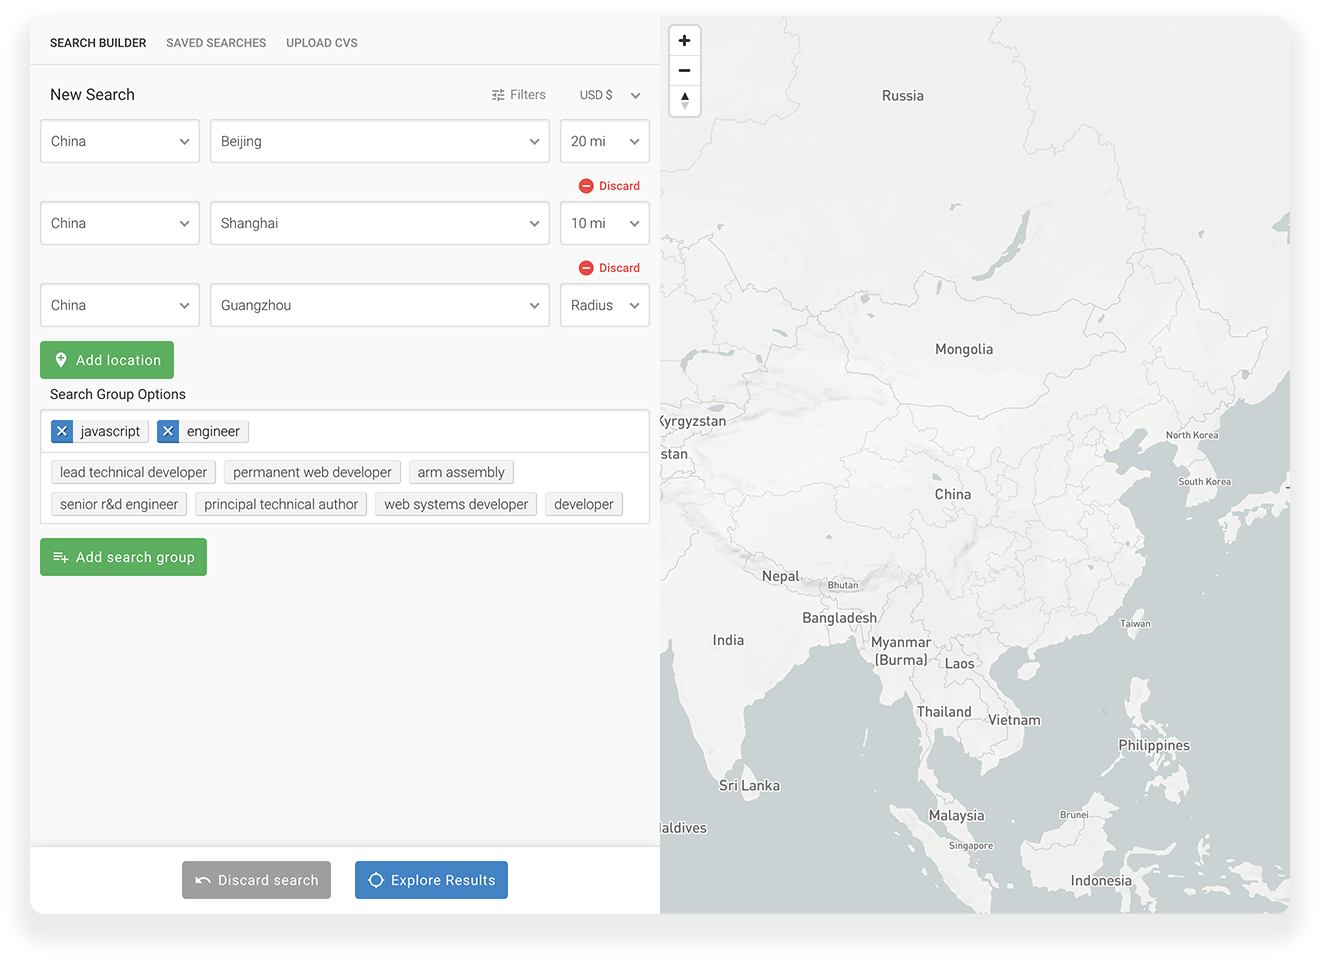 SEARCH BUILDER SAVED SEARCHES UPLOAD CVS
New Search Filters USD $
China Beijing 20 mi
Discard
China Shanghai 10 mi
Discard
China Guangzhou Radius
Add location
Search Group Options
javascript engineer
lead technical developer permanent web developer arm assembly
senior r&d engineer principal technical author web systems developer developer
Add search group
Discard search Explore Results
Russia
Mongolia
Kyrgyzstan
North Korea
stan
South Korea
China
Nepal
Bhutan
Bangladesh
Taiwan
India
Myanmar
(Burma)
Laos
Thailand
Vietnam
Philippines
Sri Lanka
Malaysia
Brunei
aldives
Singapore
Indonesia